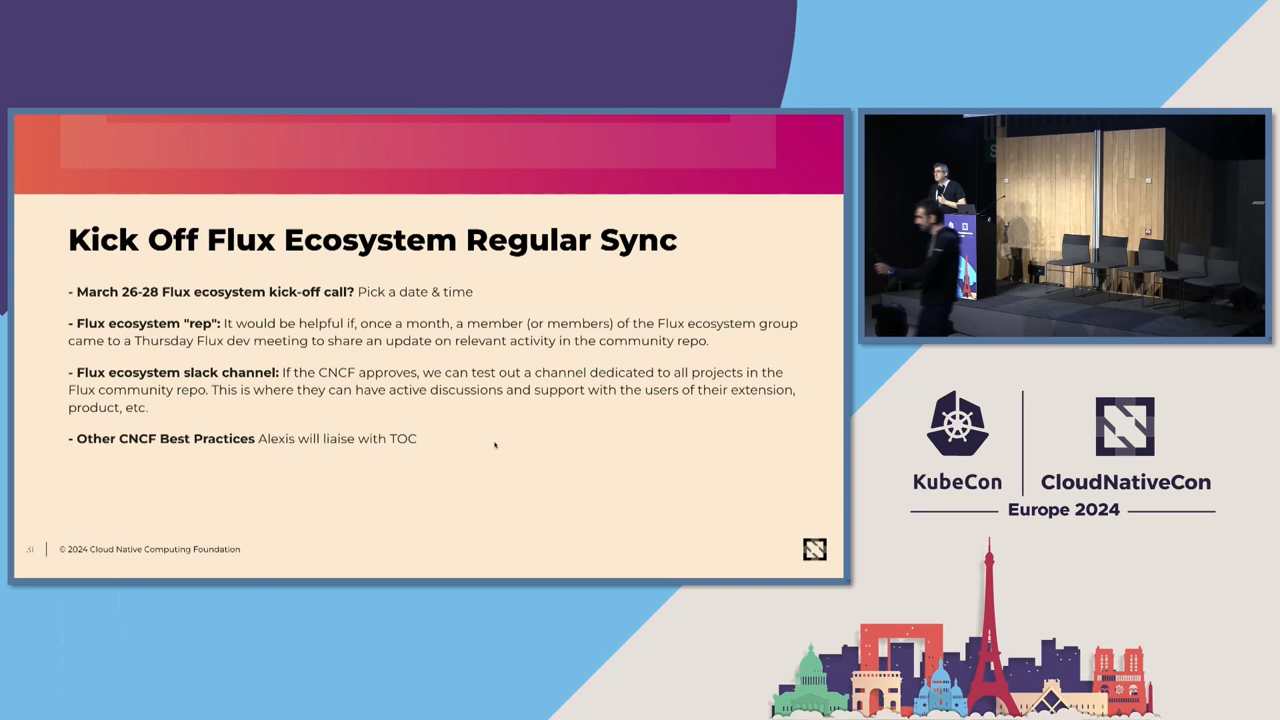 Kick Off Flux Ecosystem Regular Sync
- March 26-28 Flux ecosystem kick-off call? Pick a date & time
- Flux ecosystem "rep": It would be helpful if, once a month, a member (or members) of the Flux ecosystem group
came to a Thursday Flux dev meeting to share an update on relevant activity in the community repo.
- Flux ecosystem slack channel: If the CNCF approves, we can test out a channel dedicated to all projects in the
Flux community repo. This is where they can have active discussions and support with the users of their extension,
product, etc.
- Other CNCF Best Practices Alexis will liaise with TOC
31
© 2024 Cloud Native Computing Foundation
KubeCon
CloudNativeCon
Europe 2024